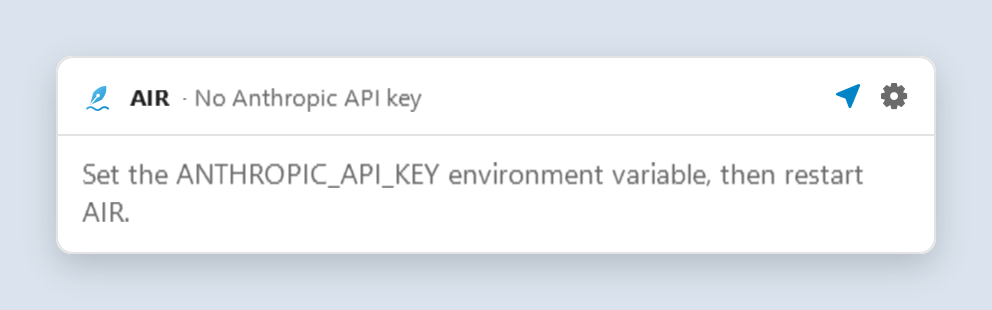 AIR · No Anthropic API key
Set the ANTHROPIC_API_KEY environment variable, then restart
AIR.